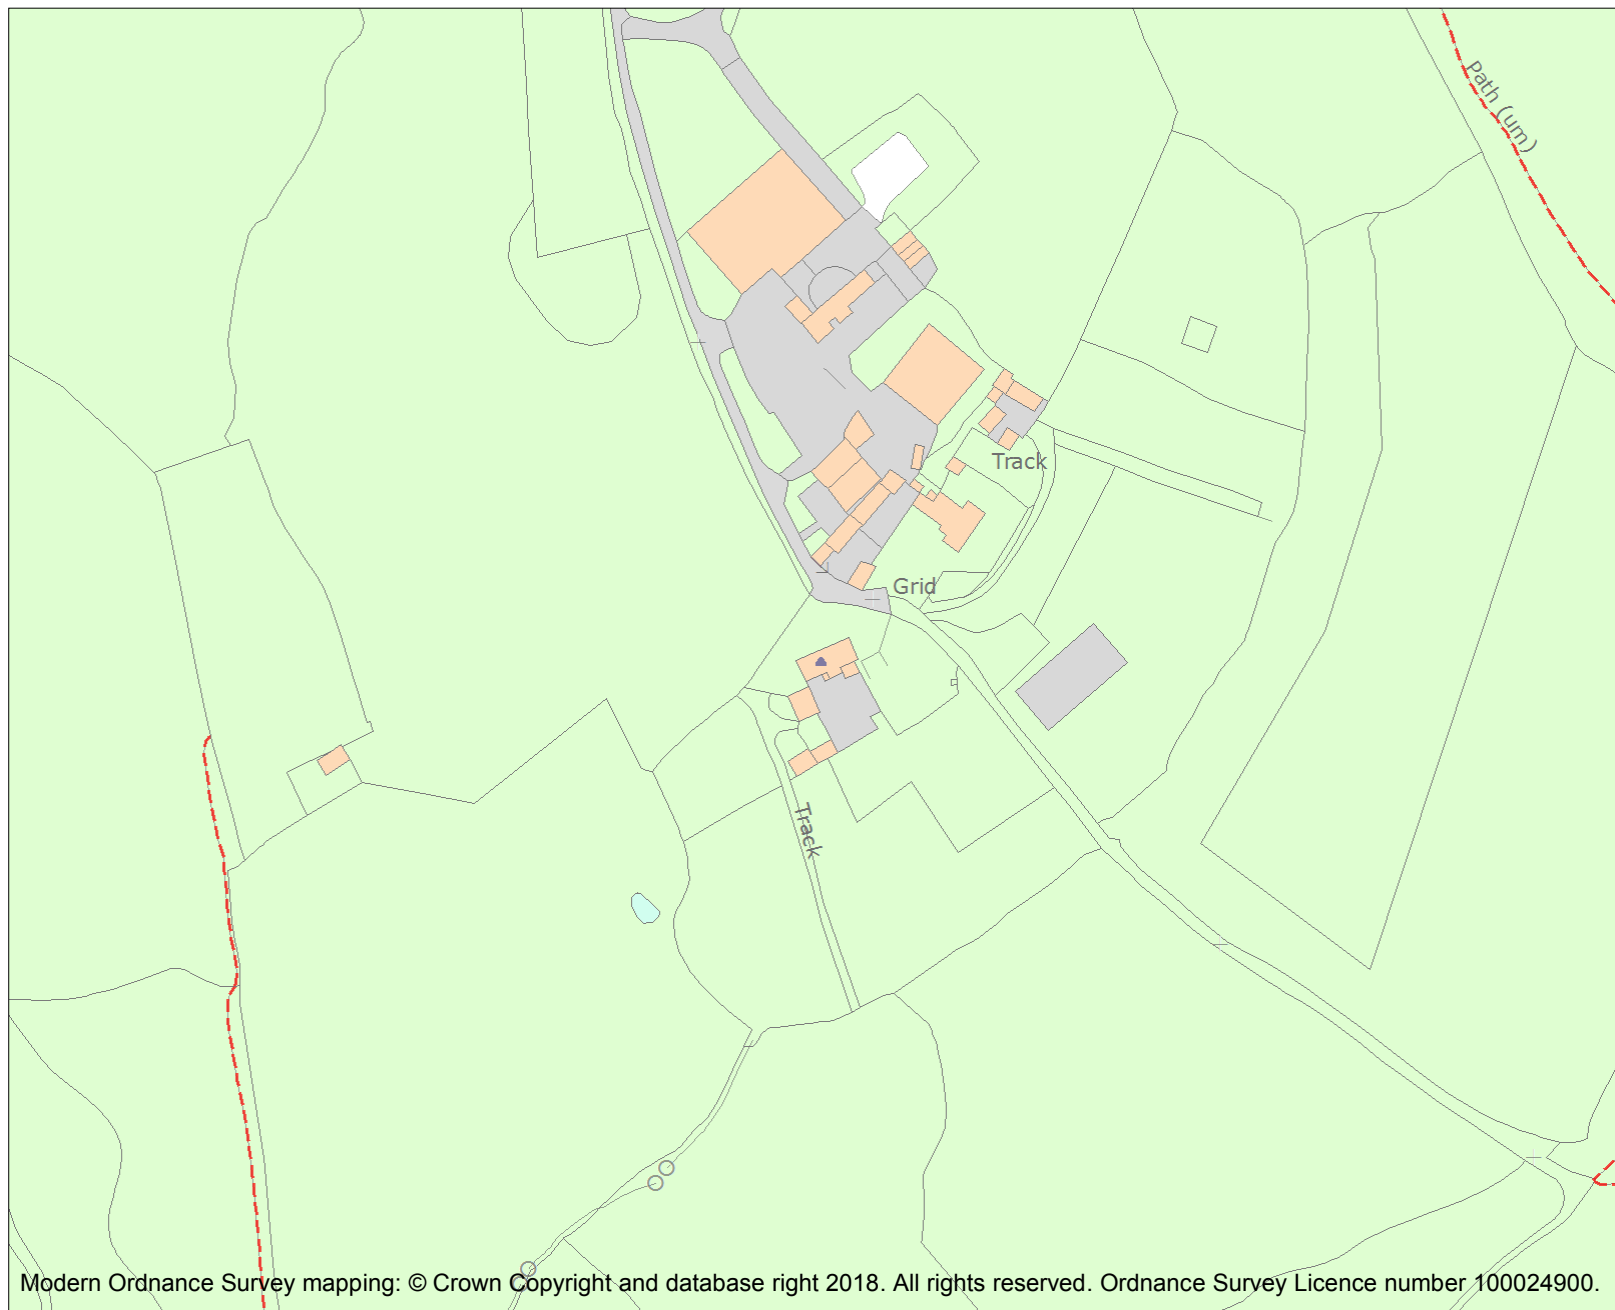 Path (um)
Track
Grid
Track
Modern Ordnance Survey mapping: © Crown Copyright and database right 2018. All rights reserved. Ordnance Survey Licence number 100024900.